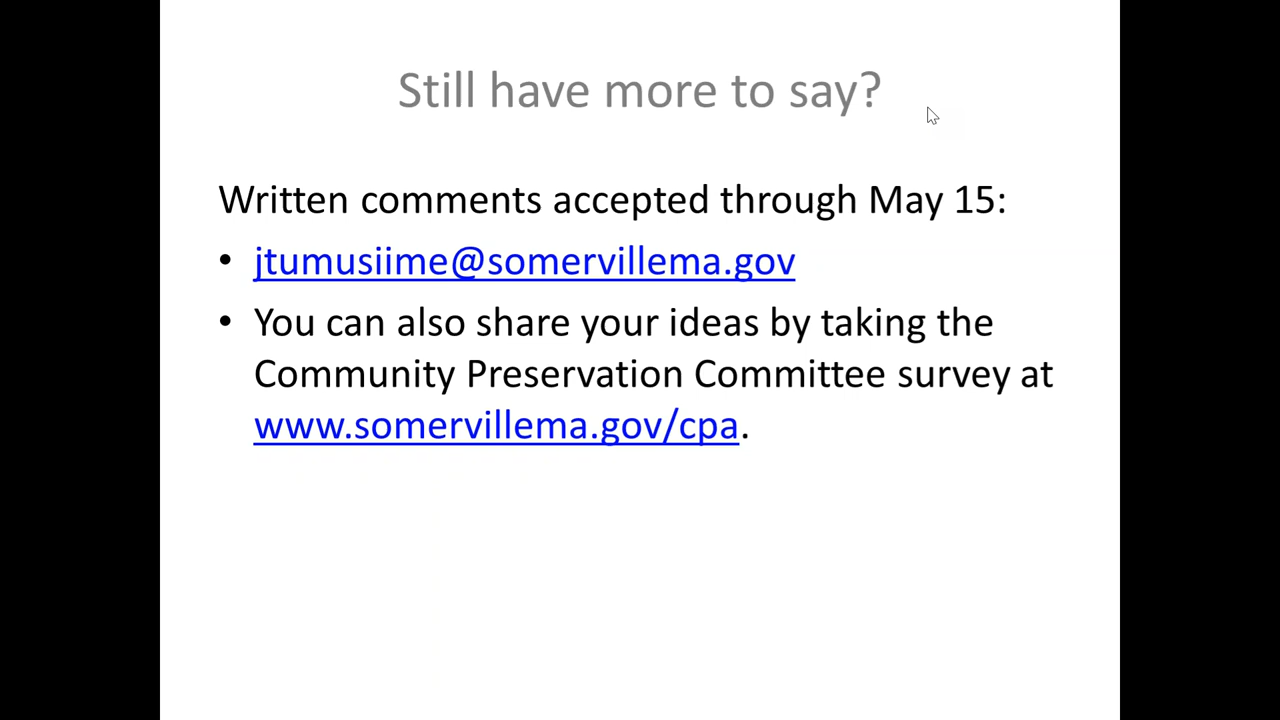 Still have more to say?
Written comments accepted through May 15:
• jtumusiime@somervillema.gov
• You can also share your ideas by taking the
Community Preservation Committee survey at
www.somervillema.gov/cpa.